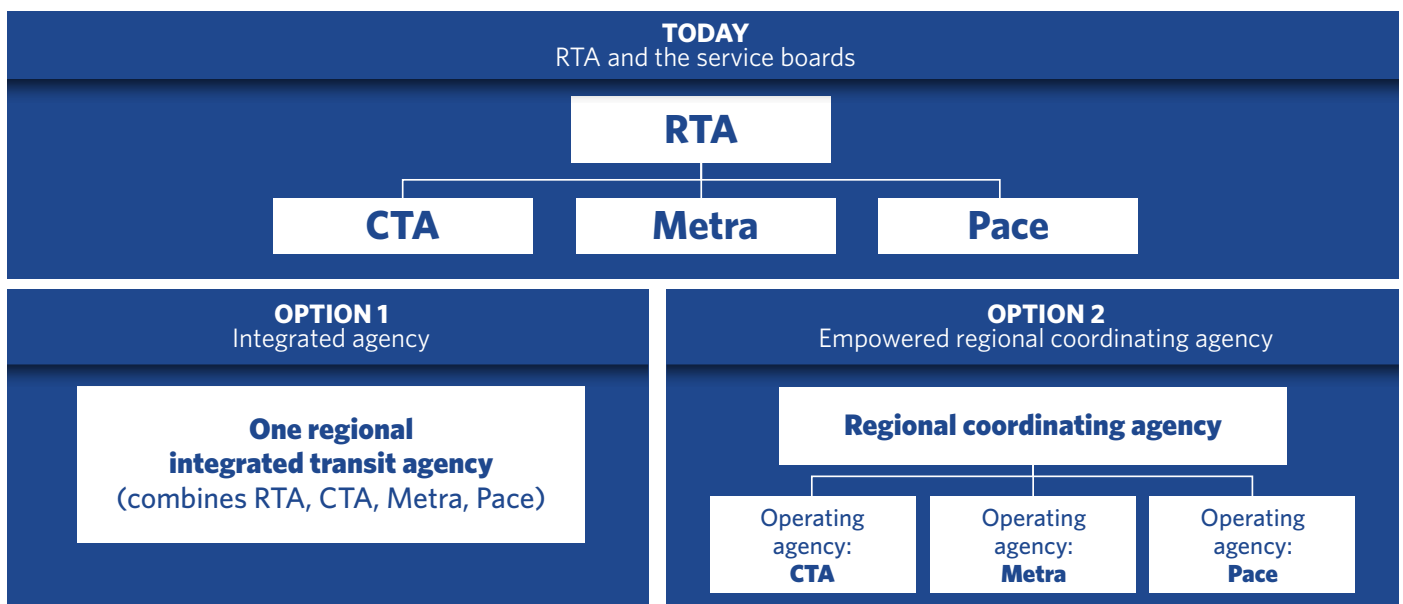 TODAY
RTA and the service boards
RTA
CTA
Metra
Pace
OPTION 1
Integrated agency
One regional
integrated transit agency
(combines RTA, CTA, Metra, Pace)
OPTION 2
Empowered regional coordinating agency
Regional coordinating agency
Operating
agency:
CTA
Operating
agency:
Metra
Operating
agency:
Pace